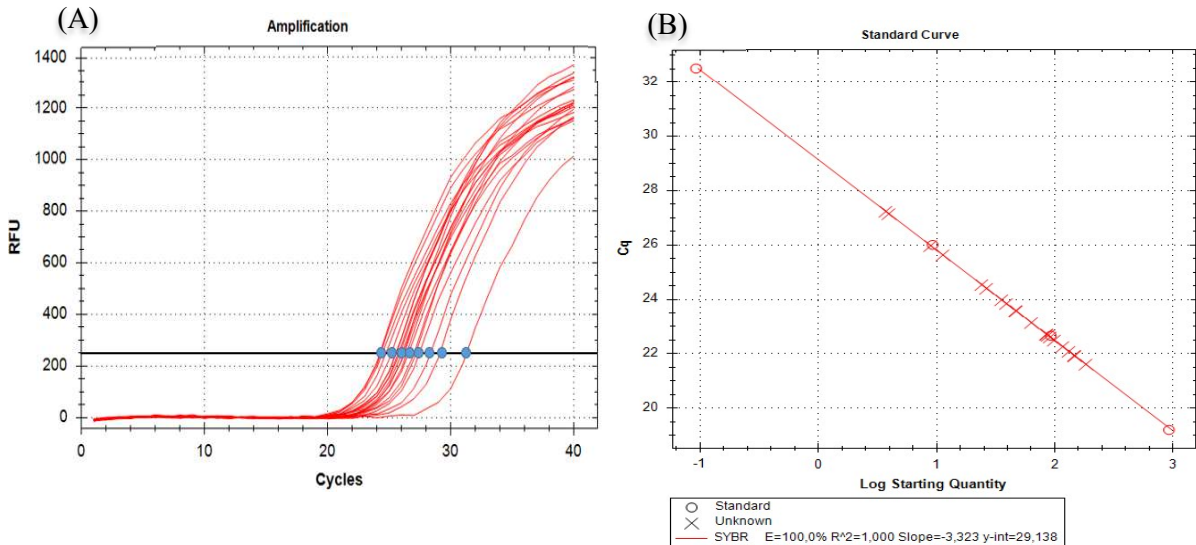 (A)
Amplification
1400
1200
1000
800
600
400
200
0
RFU
0
10
20
30
40
Cycles
(B)
Standard Curve
32
30
28
26
24
22
20
Cq
-1
0
1
2
3
Log Starting Quantity
Standard
Unknown
SYBR E=100,0% R^2=1,000 Slope=-3,323 y-int=29,138